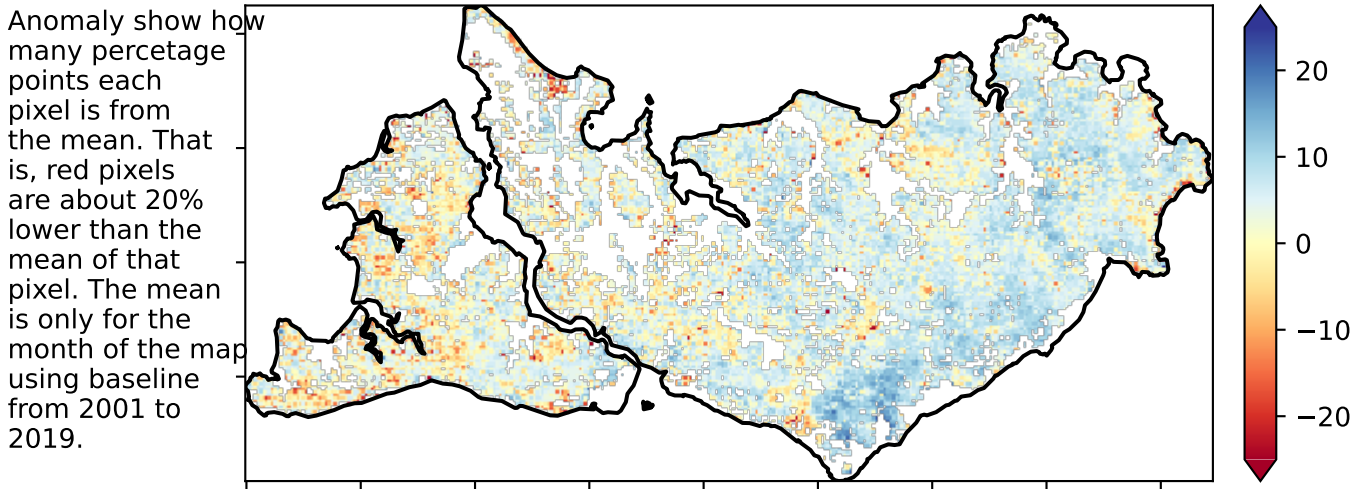 Anomaly show how
many percetage
points each
pixel is from
the mean. That
is, red pixels
are about 20%
lower than the
mean of that
pixel. The mean
is only for the
month of the map
using baseline
from 2001 to
2019.
20
10
0
−10
−20